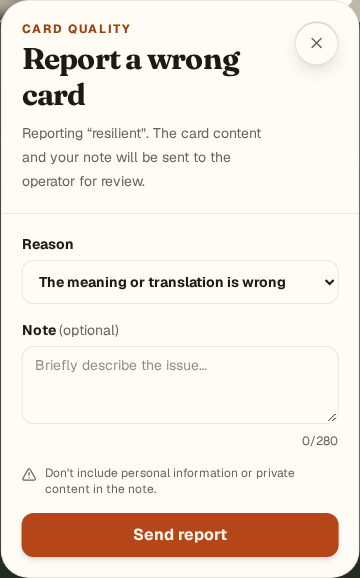 CARD QUALITY
Report a wrong
card
Reporting “resilient”. The card content
and your note will be sent to the
operator for review.
Reason
The meaning or translation is wrong
Note (optional)
Briefly describe the issue...
0/280
Don't include personal information or private
content in the note.
Send report